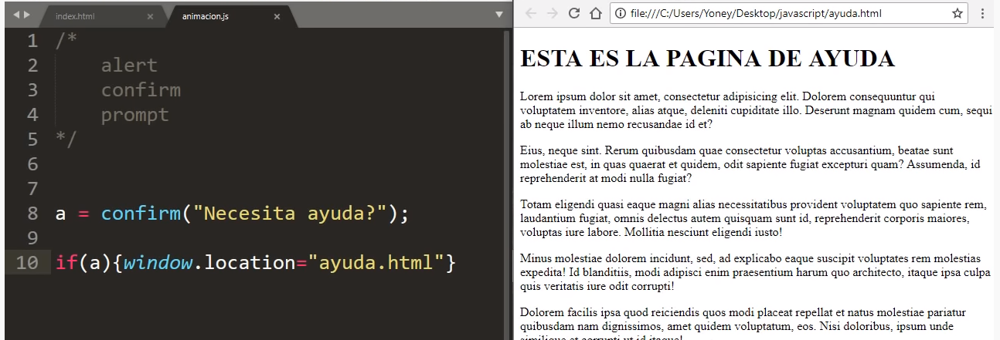 index.html
animacion.js
1 /*
2 alert
3 confirm
4 prompt
5 */
6
7
8 a = confirm("Necesita ayuda?");
9
10 if(a){window.location="ayuda.html"}
file:///C:/Users/Yoney/Desktop/javascript/ayuda.html
ESTA ES LA PAGINA DE AYUDA
Lorem ipsum dolor sit amet, consectetur adipisicing elit. Dolorem consequuntur qui
voluptatem inventore, alias atque, deleniti cupiditate illo. Deserunt magnam quidem cum, sequi
ab neque illum nemo recusandae id et?
Eius, neque sint. Rerum quibusdam quae consectetur voluptas accusantium, beatae sunt
molestiae est, in quas quaerat et quidem, odit sapiente fugiat excepturi quam? Assumenda, id
reprehenderit at modi nulla fugiat?
Totam eligendi quasi eaque magni alias necessitatibus provident voluptatem quo sapiente rem,
laudantium fugiat, omnis delectus autem quisquam sunt id, reprehenderit corporis maiores,
voluptas iure labore. Mollitia nesciunt eligendi iusto!
Minus molestiae dolorem incidunt, sed, ad explicabo eaque suscipit voluptates rem molestias
expedita! Id blanditiis, modi adipisci enim praesentium harum quo architecto, itaque ipsa culpa
quis veritatis iure odit corrupti!
Dolorem facilis ipsa quod reiciendis quos modi placeat repellat et natus molestiae pariatur
quibusdam nam dignissimos, amet quidem voluptatum, eos. Nisi doloribus, ipsum unde
similique et corrupti ut id itaque!